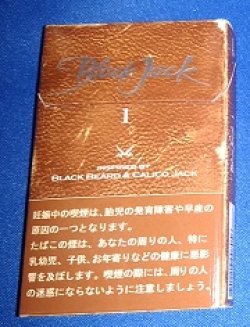 Black Jack
1
INSPIRED BY
BLACK BEARD & CALICO JACK
妊娠中の喫煙は、胎児の発育障害や早産の
原因の一つとなります。
たばこの煙は、あなたの周りの人、特に
乳幼児、子供、お年寄りなどの健康に悪影
響を及ぼします。喫煙の際には、周りの人
の迷惑にならないように注意しましょう。